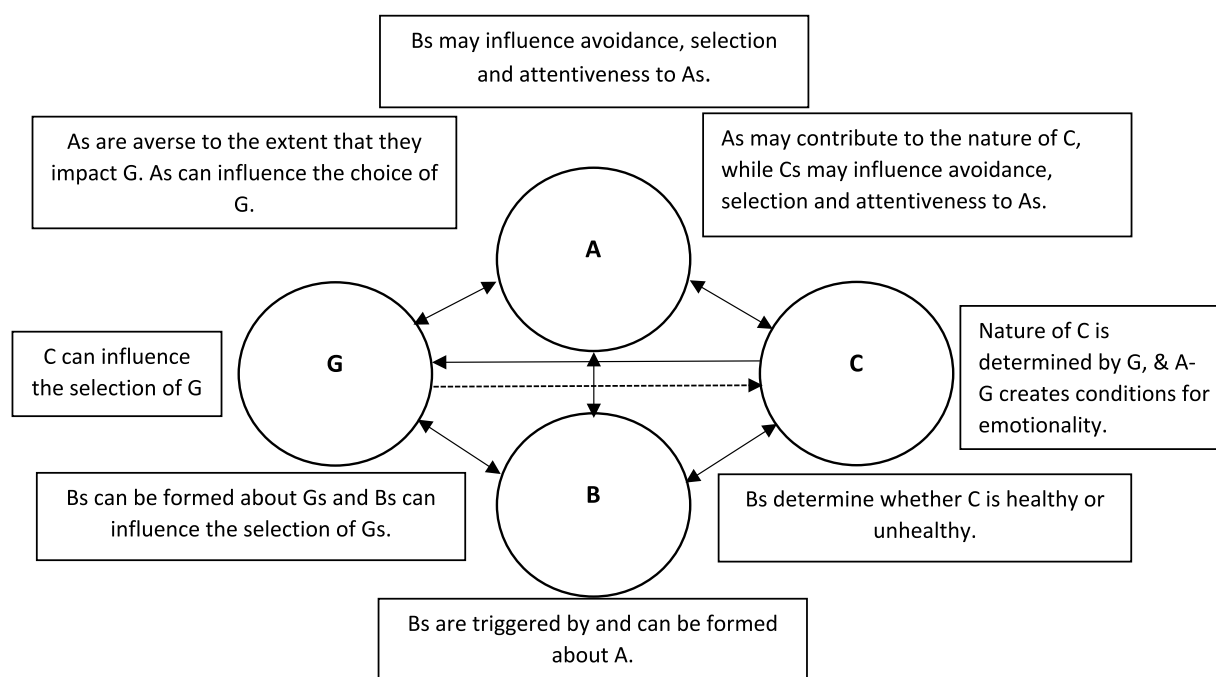 Bs may influence avoidance, selection
and attentiveness to As.
As are averse to the extent that they
impact G. As can influence the choice of
G.
As may contribute to the nature of C,
while Cs may influence avoidance,
selection and attentiveness to As.
A
G
C
C can influence
the selection of G
Nature of C is
determined by G, & A-
G creates conditions for
emotionality.
B
Bs can be formed about Gs and Bs can
influence the selection of Gs.
Bs determine whether C is healthy or
unhealthy.
Bs are triggered by and can be formed
about A.